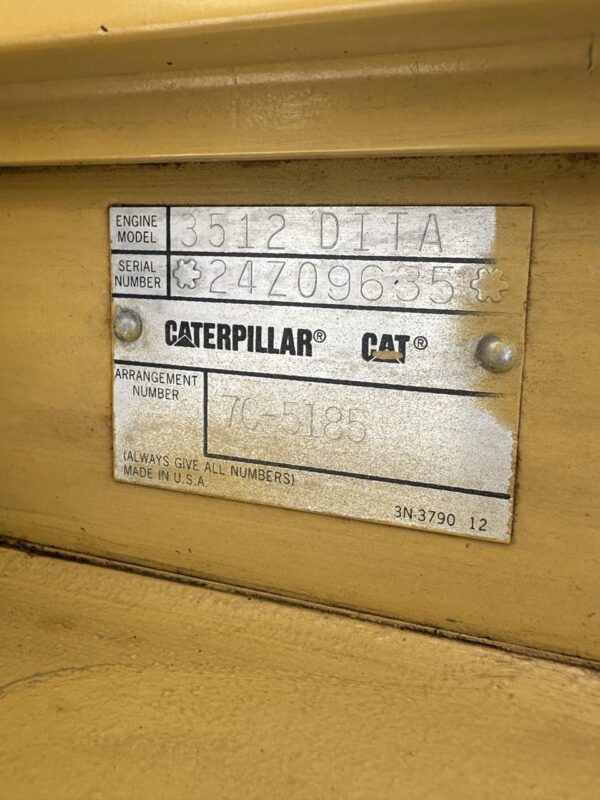 ENGINE MODEL 3512 DITA
SERIAL NUMBER *24Z09635*
CATERPILLAR® CAT®
ARRANGEMENT NUMBER 7C-5185
(ALWAYS GIVE ALL NUMBERS)
MADE IN U.S.A.
3N-3790 12